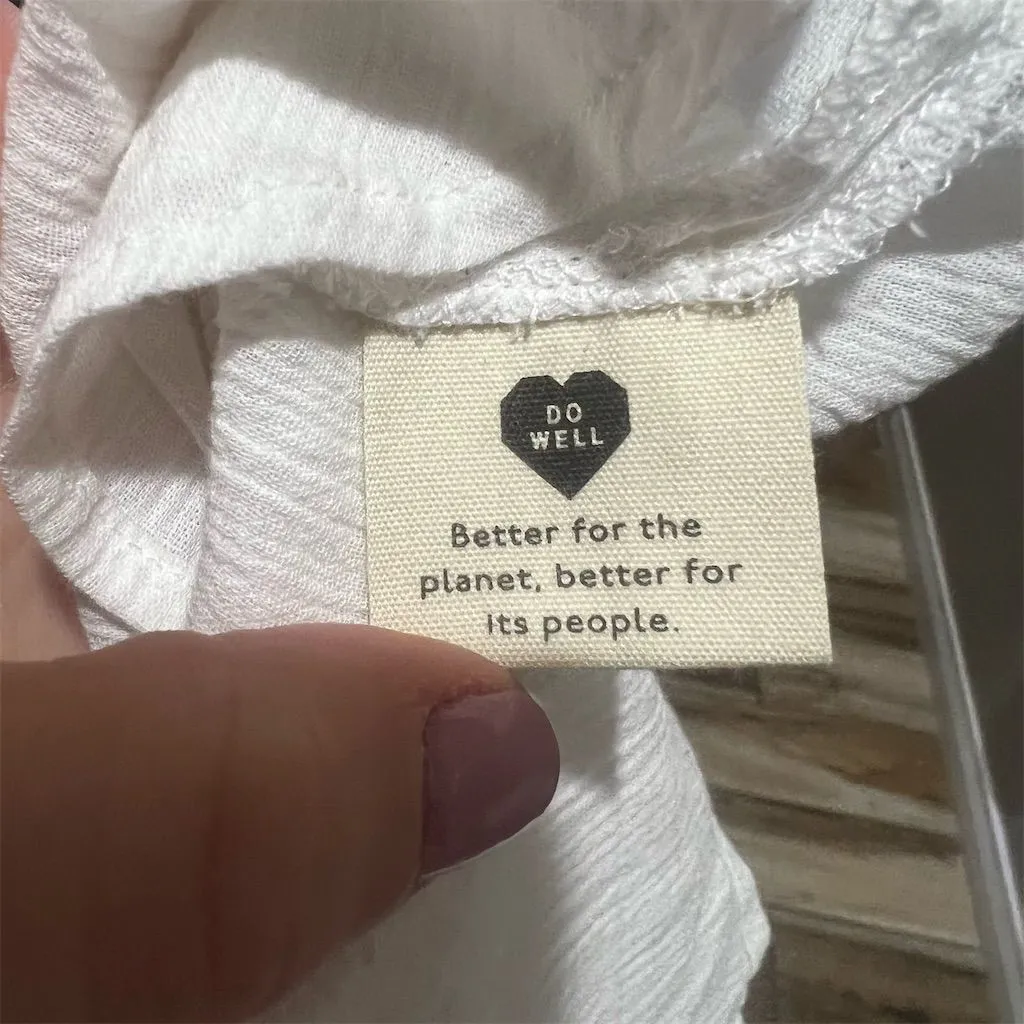 DO
WELL
Better for the
planet, better for
its people.